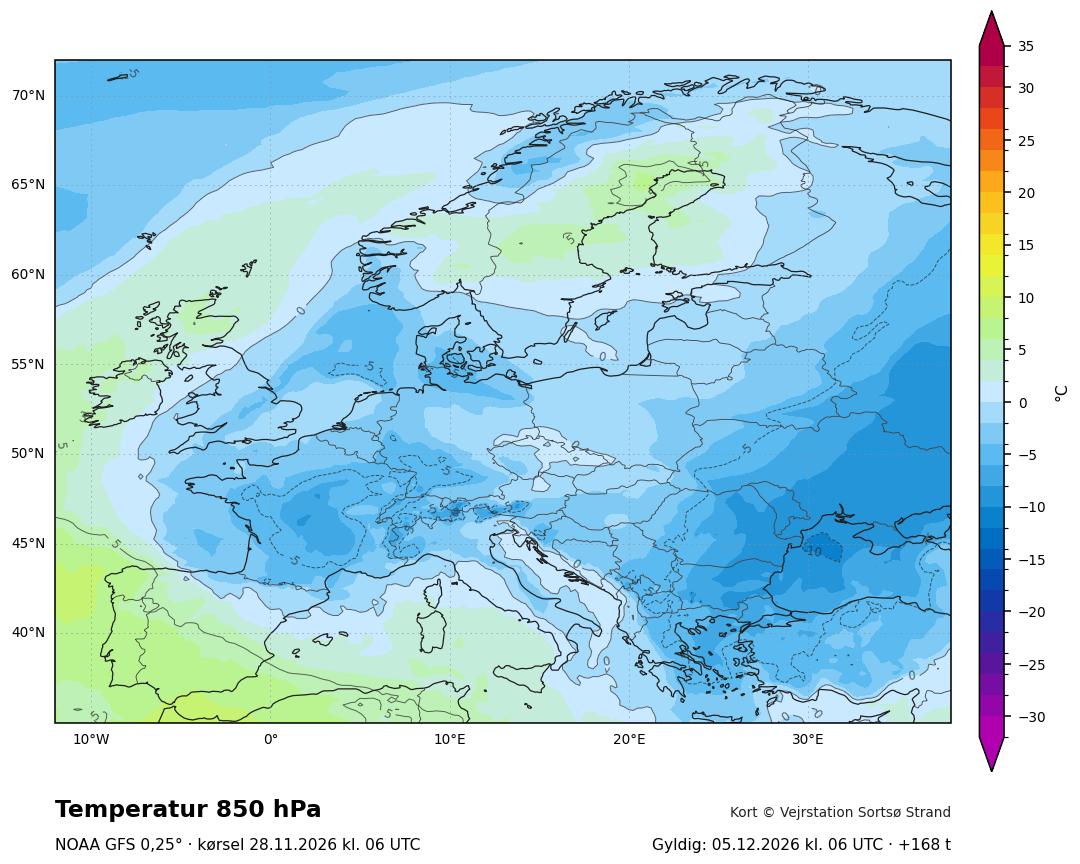 70°N
65°N
60°N
55°N
50°N
45°N
40°N
10°W
0°
10°E
20°E
30°E
35
30
25
20
15
10
5
0
−5
−10
−15
−20
−25
−30
°C
Temperatur 850 hPa
Kort © Vejrstation Sortsø Strand
NOAA GFS 0,25° · kørsel 28.11.2026 kl. 06 UTC
Gyldig: 05.12.2026 kl. 06 UTC · +168 t